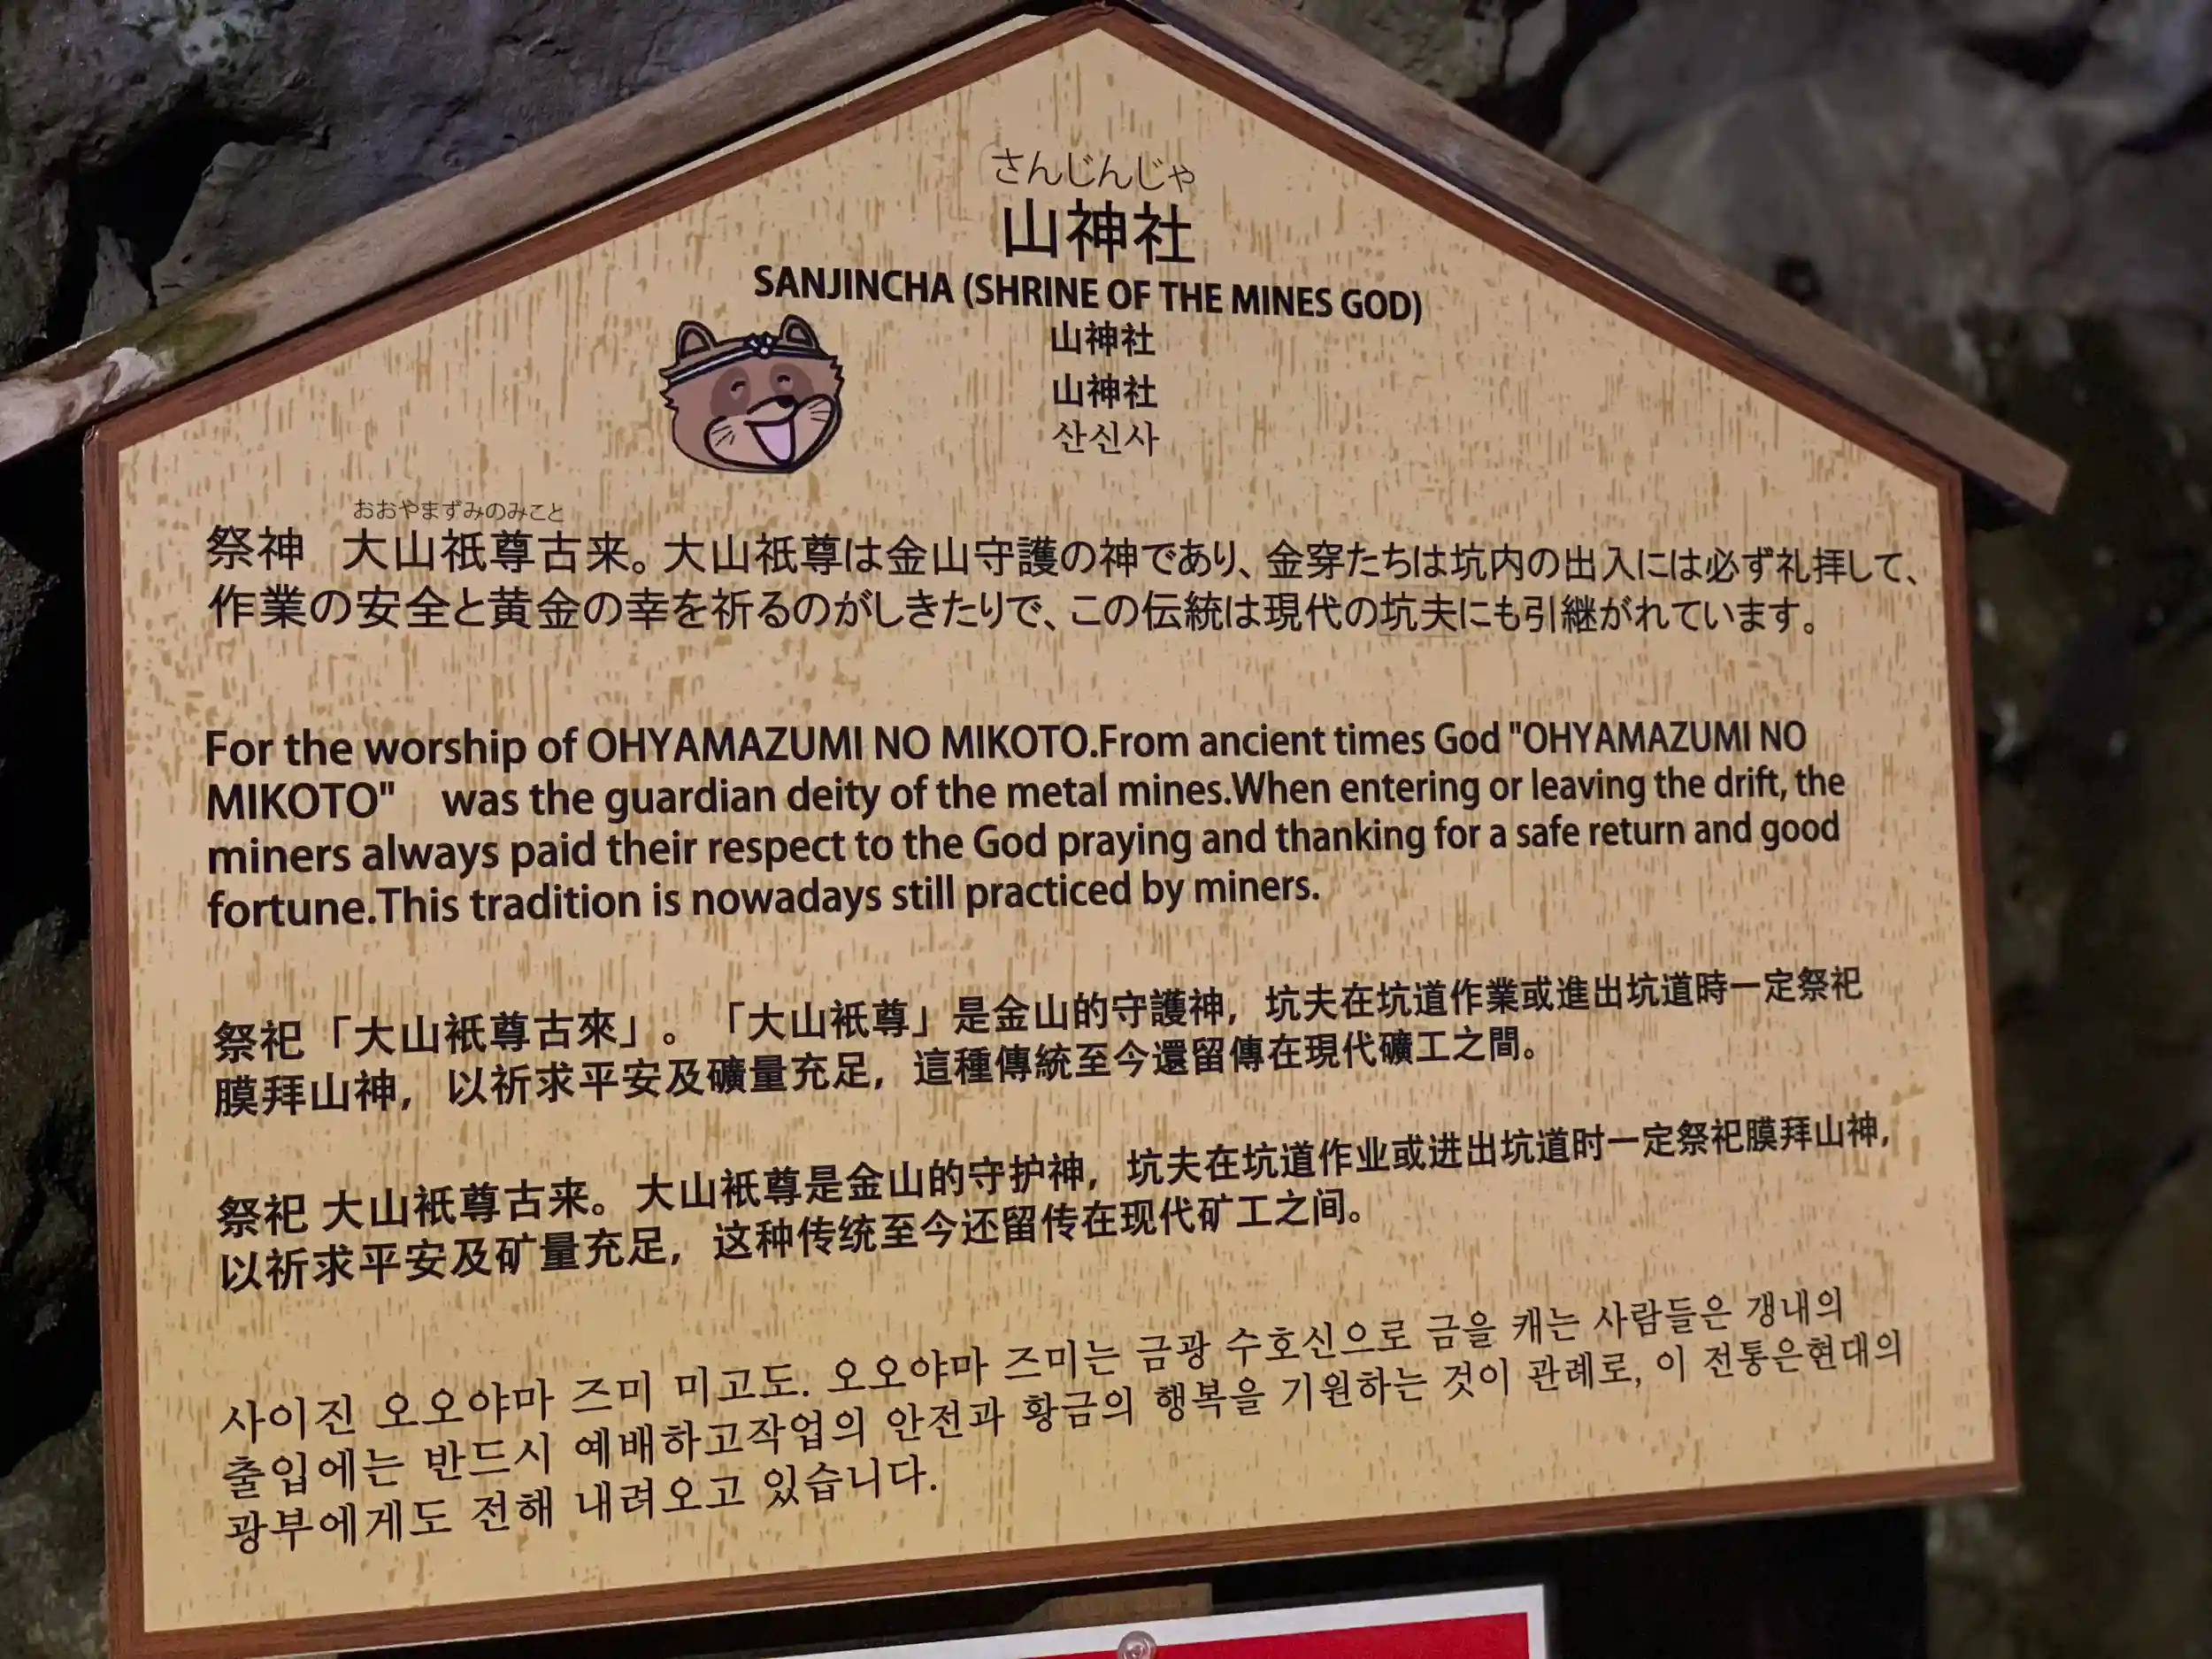 さんじんじゃ
山神社
SANJINCHA (SHRINE OF THE MINES GOD)
山神社
山神社
산신사
おおやまずみのみこと
祭神　大山祇尊古来。大山祇尊は金山守護の神であり、金穿たちは坑内の出入には必ず礼拝して、
作業の安全と黄金の幸を祈るのがしきたりで、この伝統は現代の坑夫にも引継がれています。
For the worship of OHYAMAZUMI NO MIKOTO.From ancient times God "OHYAMAZUMI NO
MIKOTO" was the guardian deity of the metal mines.When entering or leaving the drift, the
miners always paid their respect to the God praying and thanking for a safe return and good
fortune.This tradition is nowadays still practiced by miners.
祭祀「大山衹尊古來」。「大山衹尊」是金山的守護神，坑夫在坑道作業或進出坑道時一定祭祀
膜拜山神，以祈求平安及礦量充足，這種傳統至今還留傳在現代礦工之間。
祭祀 大山衹尊古来。大山衹尊是金山的守护神，坑夫在坑道作业或进出坑道时一定祭祀膜拜山神，
以祈求平安及矿量充足，这种传统至今还留传在现代矿工之间。
사이진 오오야마 즈미 미고도. 오오야마 즈미는 금광 수호신으로 금을 캐는 사람들은 갱내의
출입에는 반드시 예배하고작업의 안전과 황금의 행복을 기원하는 것이 관례로, 이 전통은현대의
광부에게도 전해 내려오고 있습니다.